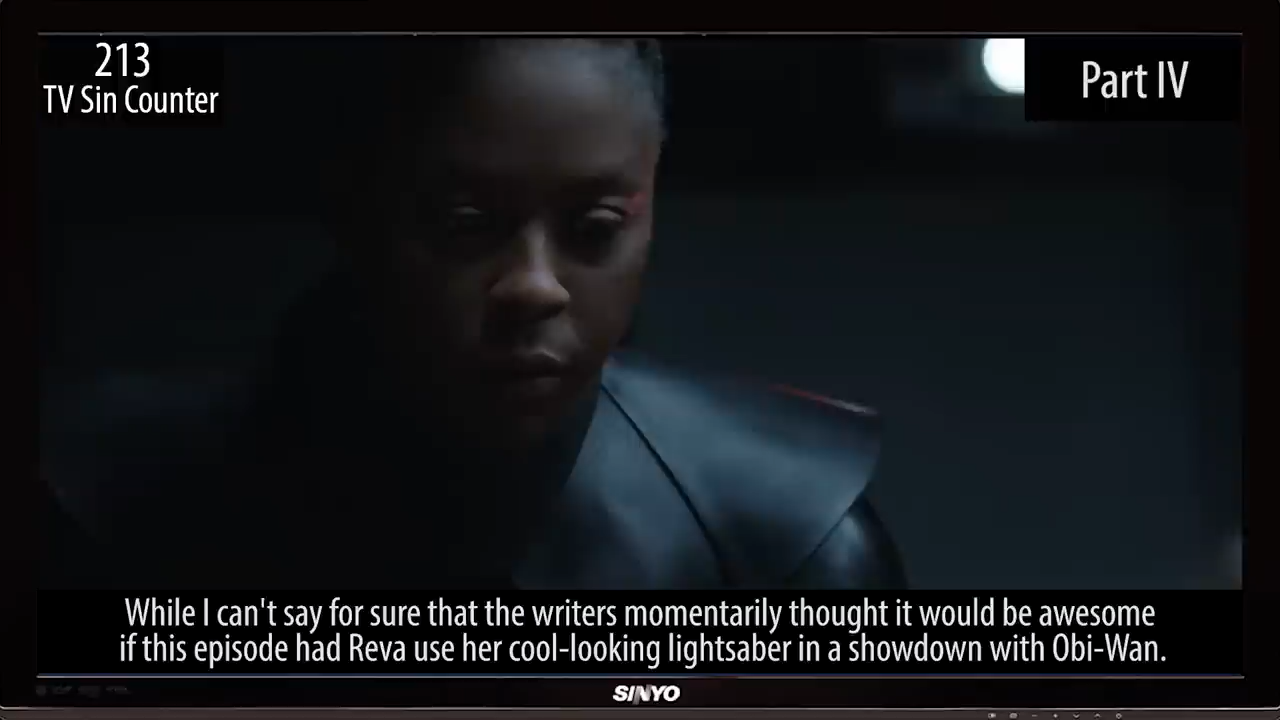 213
TV Sin Counter
Part IV
While I can't say for sure that the writers momentarily thought it would be awesome
if this episode had Reva use her cool-looking lightsaber in a showdown with Obi-Wan.
SINYO